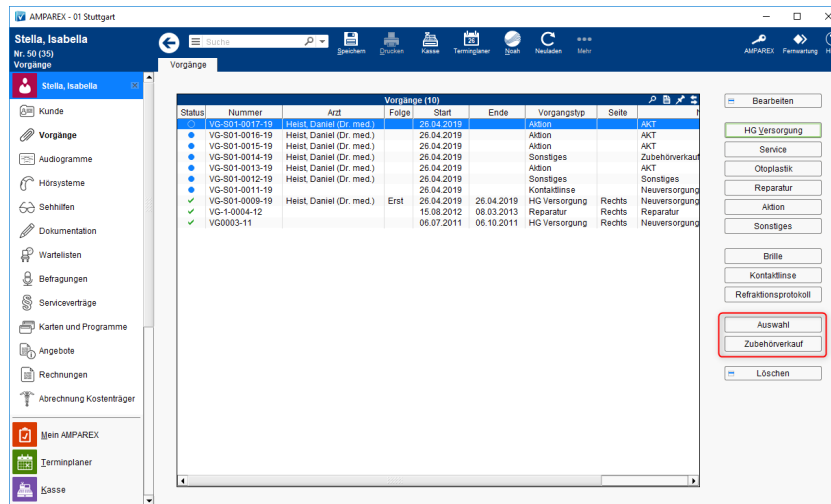 AMPAREX - 01 Stuttgart
Stella, Isabella
Nr. 50 (35)
Vorgänge
Suche
Speichern
Drucken
Kasse
Terminplaner
Noah
Neuladen
Mehr
AMPAREX
Fernwartung
Vorgänge
Stella, Isabella
Kunde
Vorgänge
Audiogramme
Hörsysteme
Sehhilfen
Dokumentation
Wartelisten
Befragungen
Serviceverträge
Karten und Programme
Angebote
Rechnungen
Abrechnung Kostenträger
Mein AMPAREX
Terminplaner
Kasse
Vorgänge (10)
Status Nummer Arzt Folge Start Ende Vorgangstyp Seite
VG-S01-0017-19 Heist, Daniel (Dr. med.) 26.04.2019 Aktion AKT
VG-S01-0016-19 Heist, Daniel (Dr. med.) 26.04.2019 Aktion AKT
VG-S01-0015-19 Heist, Daniel (Dr. med.) 26.04.2019 Aktion AKT
VG-S01-0014-19 Heist, Daniel (Dr. med.) 26.04.2019 Sonstiges Zubehörverkauf
VG-S01-0013-19 Heist, Daniel (Dr. med.) 26.04.2019 Aktion AKT
VG-S01-0012-19 Heist, Daniel (Dr. med.) 26.04.2019 Sonstiges Sonstiges
VG-S01-0011-19 26.04.2019 Kontaktlinse Neuversorgung
VG-S01-0009-19 Heist, Daniel (Dr. med.) Erst 26.04.2019 26.04.2019 HG Versorgung Rechts Neuversorgung
VG-1-0004-12 15.08.2012 08.03.2013 Reparatur Rechts Reparatur
VG0003-11 06.07.2011 06.10.2011 HG Versorgung Rechts Neuversorgung
Bearbeiten
HG Versorgung
Service
Otoplastik
Reparatur
Aktion
Sonstiges
Brille
Kontaktlinse
Refraktionsprotokoll
Auswahl
Zubehörverkauf
Löschen